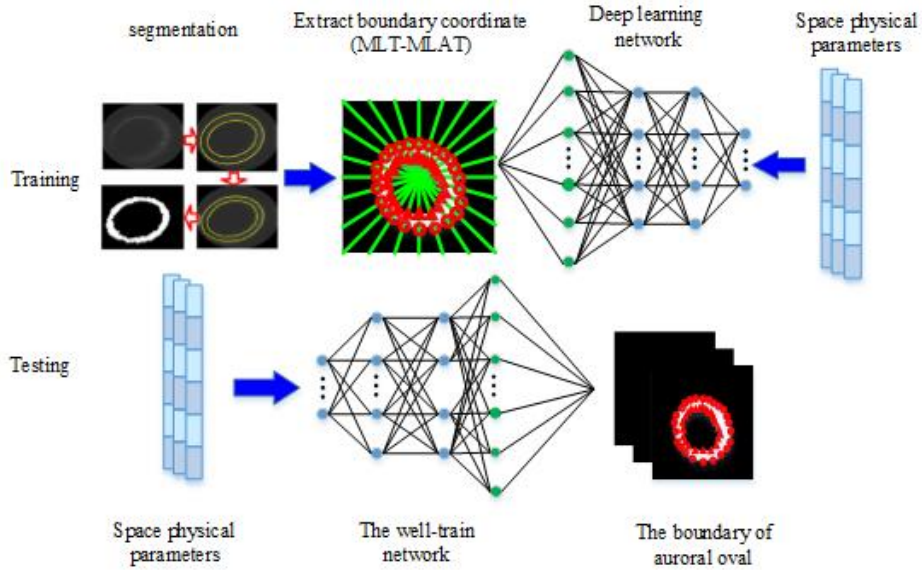 segmentation
Extract boundary coordinate
(MLT-MLAT)
Deep learning
network
Space physical
parameters
Training
Testing
Space physical
parameters
The well-train
network
The boundary of
auroral oval